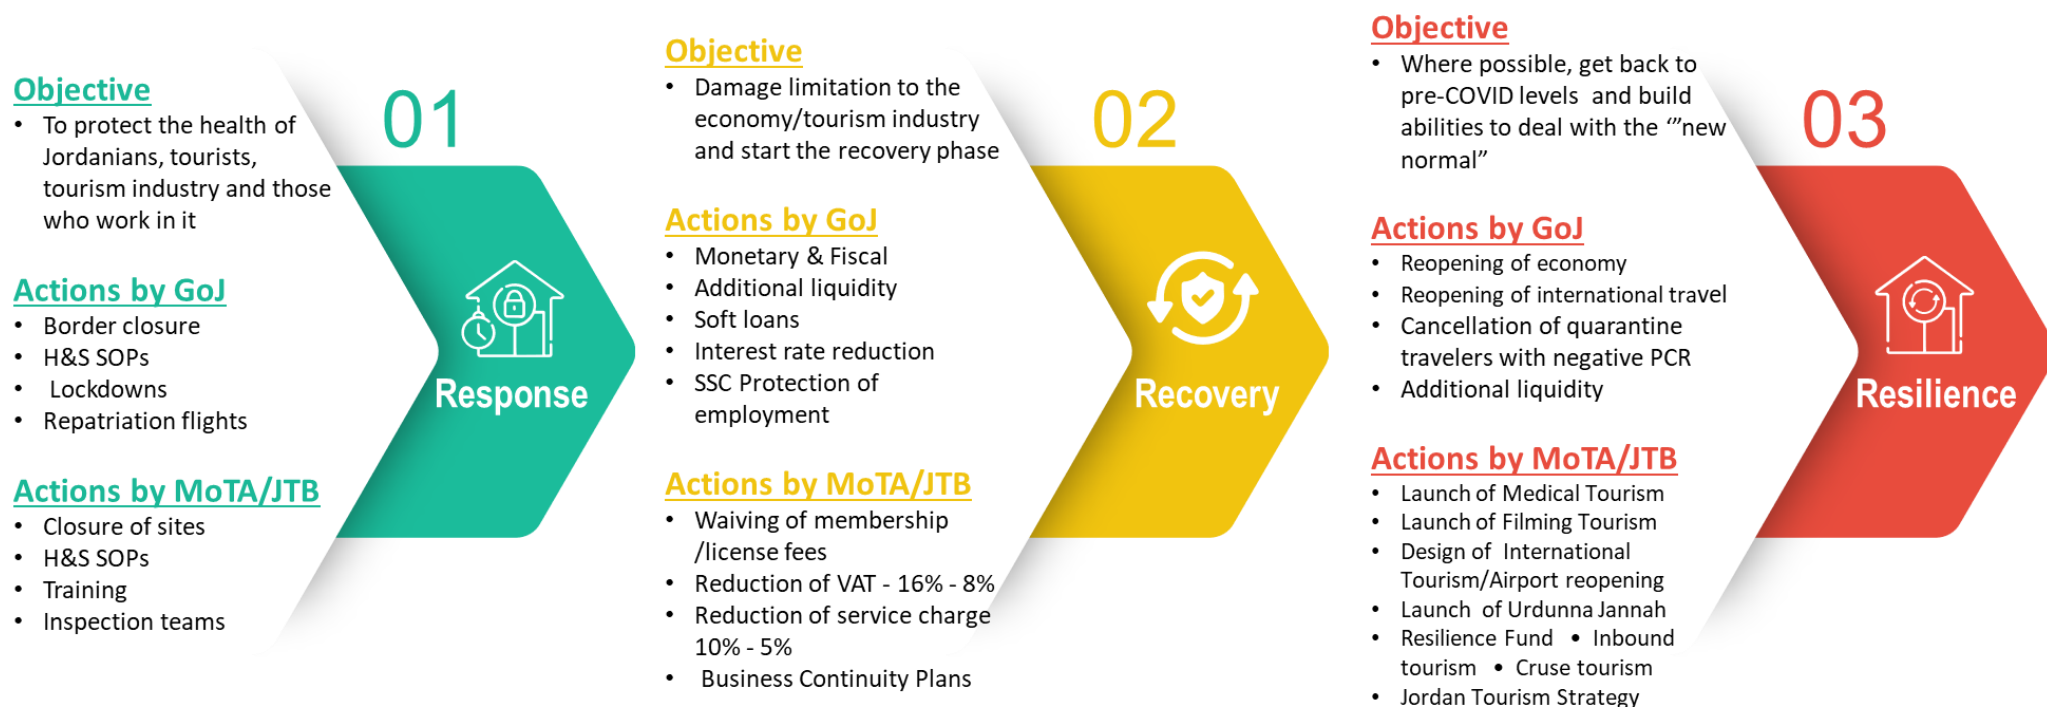 Objective
• To protect the health of
Jordanians, tourists,
tourism industry and those
who work in it
Actions by GoJ
• Border closure
• H&S SOPs
• Lockdowns
• Repatriation flights
Actions by MoTA/JTB
• Closure of sites
• H&S SOPs
• Training
• Inspection teams
01
Response
Objective
• Damage limitation to the
economy/tourism industry
and start the recovery phase
Actions by GoJ
• Monetary & Fiscal
• Additional liquidity
• Soft loans
• Interest rate reduction
• SSC Protection of
employment
Actions by MoTA/JTB
• Waiving of membership
/license fees
• Reduction of VAT - 16% - 8%
• Reduction of service charge
10% - 5%
• Business Continuity Plans
02
Recovery
Objective
• Where possible, get back to
pre-COVID levels and build
abilities to deal with the ‘”new
normal”
Actions by GoJ
• Reopening of economy
• Reopening of international travel
• Cancellation of quarantine
travelers with negative PCR
• Additional liquidity
Actions by MoTA/JTB
• Launch of Medical Tourism
• Launch of Filming Tourism
• Design of International
Tourism/Airport reopening
• Launch of Urdunna Jannah
• Resilience Fund • Inbound
tourism • Cruse tourism
• Jordan Tourism Strategy
03
Resilience